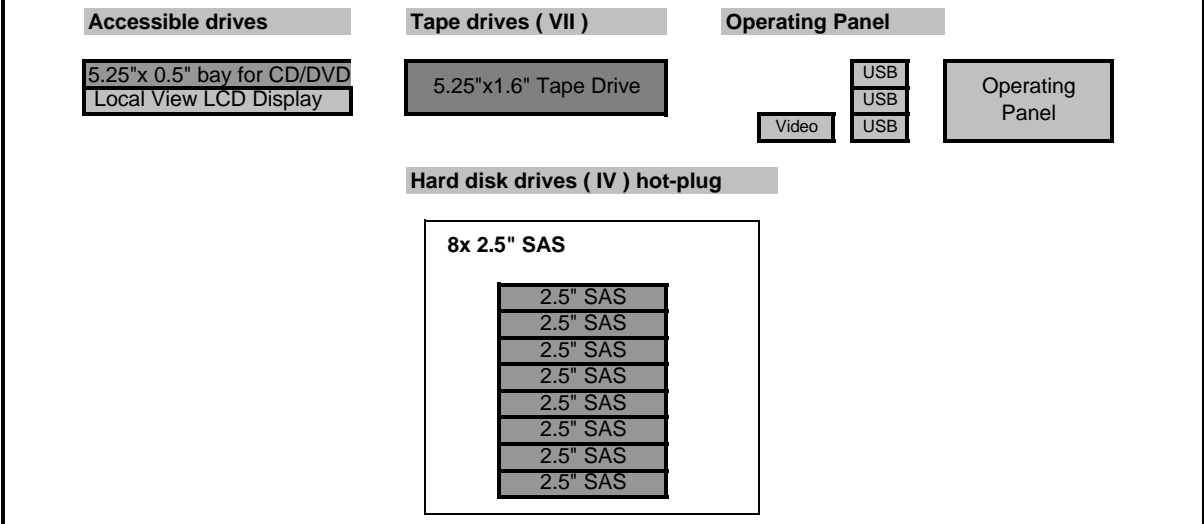 Accessible drives
Tape drives ( VII )
Operating Panel
5.25"x 0.5" bay for CD/DVD
Local View LCD Display
5.25"x1.6" Tape Drive
USB
USB
Video
USB
Operating
Panel
Hard disk drives ( IV ) hot-plug
8x 2.5" SAS
2.5" SAS
2.5" SAS
2.5" SAS
2.5" SAS
2.5" SAS
2.5" SAS
2.5" SAS
2.5" SAS